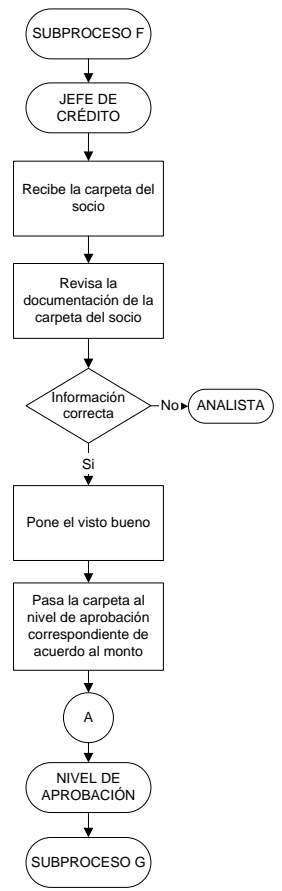 SUBPROCESO F
JEFE DE
CRÉDITO
Recibe la carpeta del
socio
Revisa la
documentación de la
carpeta del socio
Información
correcta
No
ANALISTA
Si
Pone el visto bueno
Pasa la carpeta al
nivel de aprobación
correspondiente de
acuerdo al monto
A
NIVEL DE
APROBACIÓN
SUBPROCESO G